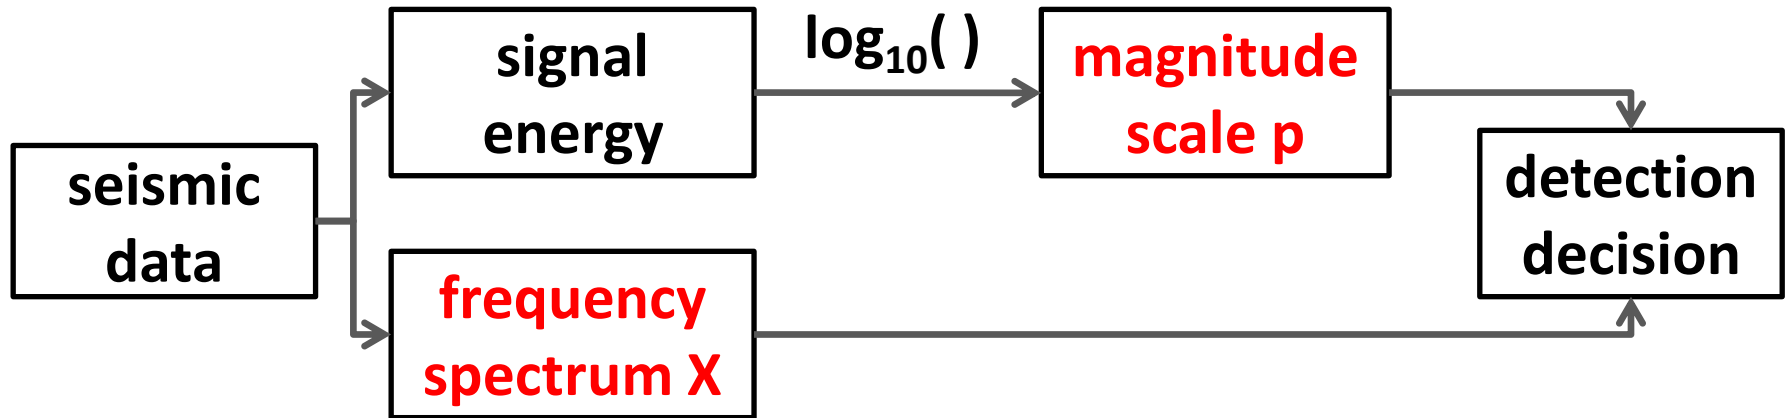 seismic
data
signal
energy
log₁₀( )
magnitude
scale p
frequency
spectrum X
detection
decision